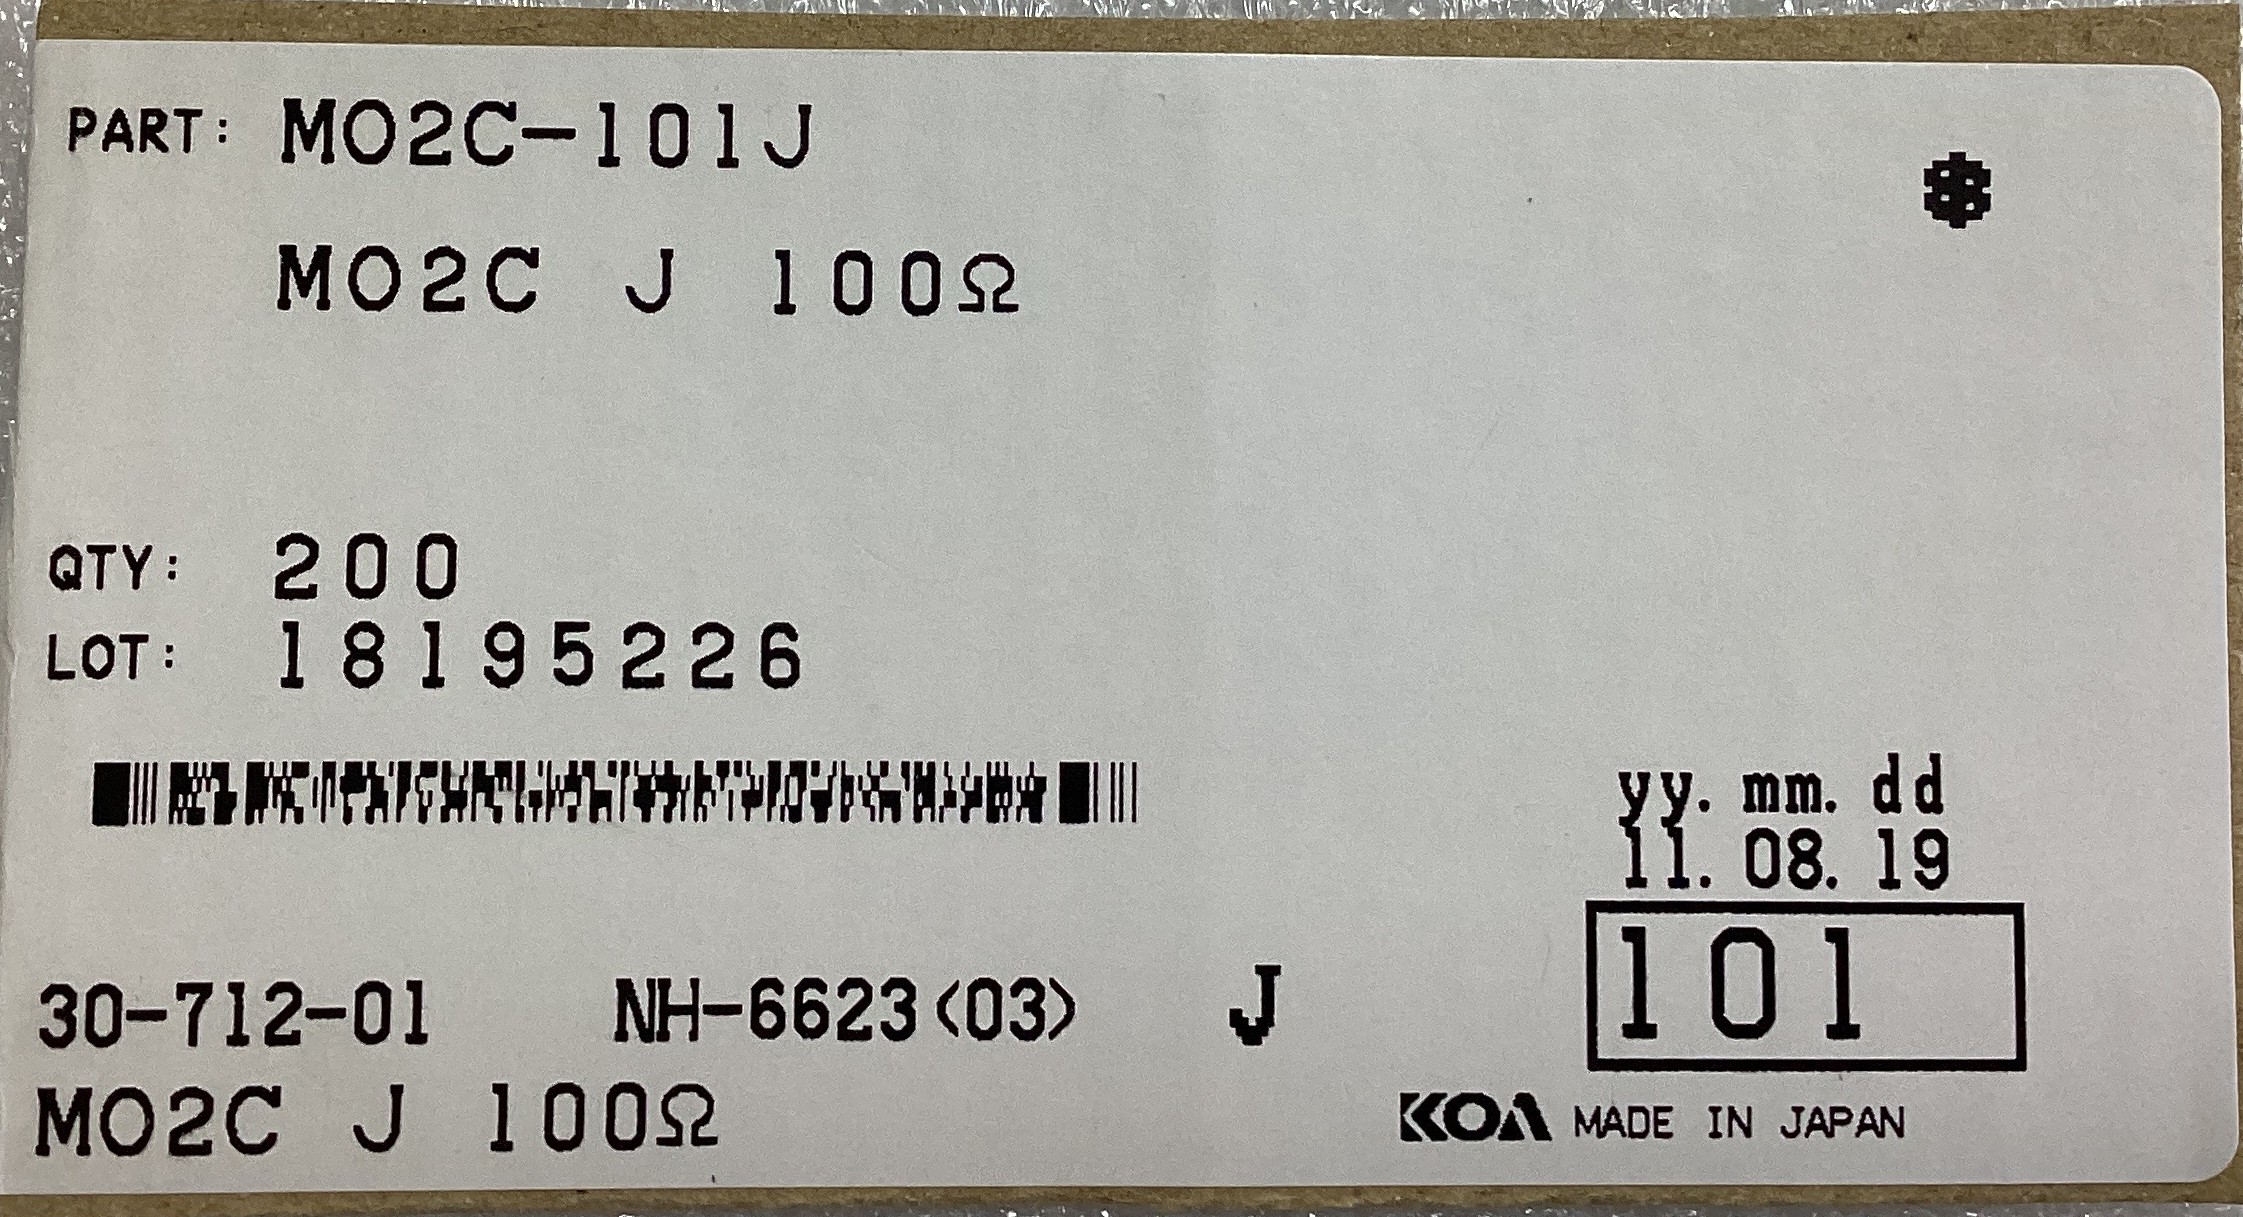 PART: MO2C-101J
MO2C J 100Ω
QTY: 200
LOT: 18195226
yy. mm. dd
11. 08. 19
101
30-712-01 NH-6623(03) J
MO2C J 100Ω
KOA MADE IN JAPAN